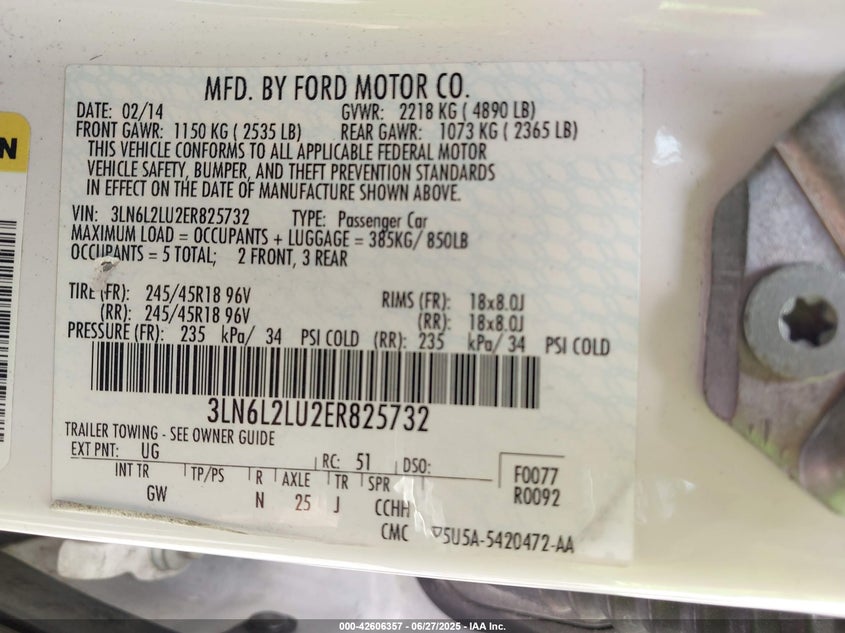 MFD. BY FORD MOTOR CO.
DATE: 02/14 GVWR: 2218 KG ( 4890 LB)
FRONT GAWR: 1150 KG ( 2535 LB) REAR GAWR: 1073 KG ( 2365 LB)
THIS VEHICLE CONFORMS TO ALL APPLICABLE FEDERAL MOTOR
VEHICLE SAFETY, BUMPER, AND THEFT PREVENTION STANDARDS
IN EFFECT ON THE DATE OF MANUFACTURE SHOWN ABOVE.
VIN: 3LN6L2LU2ER825732 TYPE: Passenger Car
MAXIMUM LOAD = OCCUPANTS + LUGGAGE = 385KG/ 850LB
OCCUPANTS = 5 TOTAL; 2 FRONT, 3 REAR
TIRE (FR): 245/45R18 96V RIMS (FR): 18x8.0J
(RR): 245/45R18 96V (RR): 18x8.0J
PRESSURE (FR): 235 kPa/ 34 PSI COLD (RR): 235 kPa/ 34 PSI COLD
3LN6L2LU2ER825732
TRAILER TOWING - SEE OWNER GUIDE
EXT PNT: UG RC: 51 DSO:
INT TR TP/PS R AXLE TR SPR F0077
GW N 25 J CCHH R0092
CMC ▽5U5A-5420472-AA
N
000-42606357 - 06/27/2025 - IAA Inc.